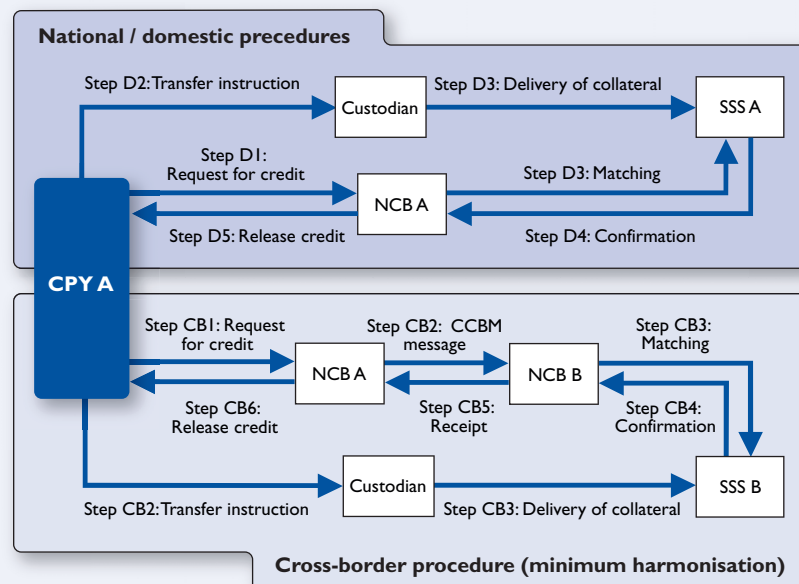 National / domestic precedures
Step D2: Transfer instruction
Step D3: Delivery of collateral
Custodian
SSS A
Step D1:
Request for credit
Step D3: Matching
NCB A
Step D5: Release credit
Step D4: Confirmation
CPY A
Step CB1: Request
for credit
Step CB2: CCBM
message
Step CB3:
Matching
NCB A
NCB B
Step CB6:
Release credit
Step CB5:
Receipt
Step CB4:
Confirmation
Custodian
SSS B
Step CB2: Transfer instruction
Step CB3: Delivery of collateral
Cross-border procedure (minimum harmonisation)